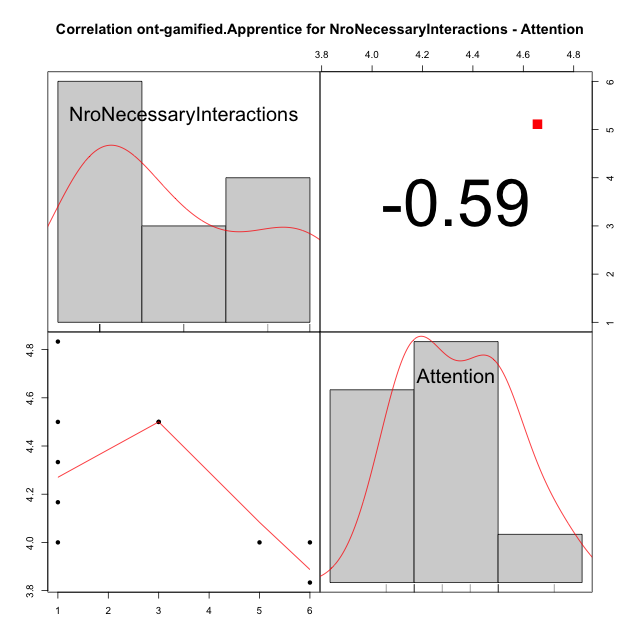 Correlation ont-gamified.Apprentice for NroNecessaryInteractions - Attention
3.8 4.0 4.2 4.4 4.6 4.8
NroNecessaryInteractions
-0.59
6
5
4
3
2
1
4.8
4.6
4.4
4.2
4.0
3.8
Attention
1 2 3 4 5 6